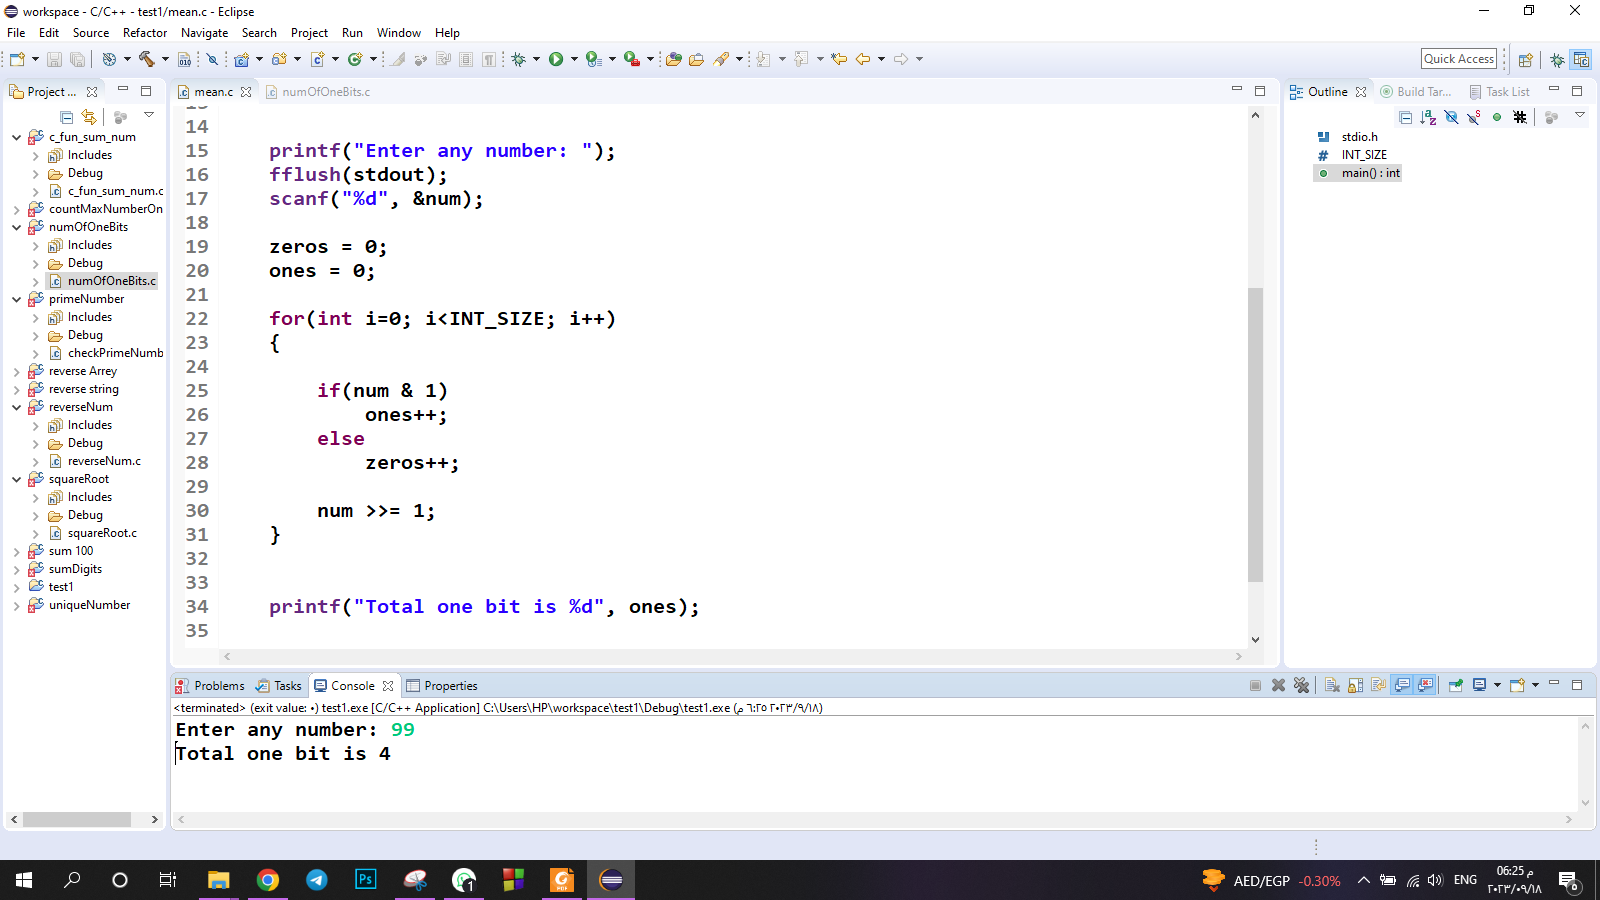 workspace - C/C++ - test1/mean.c - Eclipse
File Edit Source Refactor Navigate Search Project Run Window Help
Quick Access
Project ...
c_fun_sum_num
Includes
Debug
c_fun_sum_num.c
countMaxNumberOn
numOfOneBits
Includes
Debug
numOfOneBits.c
primeNumber
Includes
Debug
checkPrimeNumb
reverse Arrey
reverse string
reverseNum
Includes
Debug
reverseNum.c
squareRoot
Includes
Debug
squareRoot.c
sum 100
sumDigits
test1
uniqueNumber
mean.c numOfOneBits.c
14
15 printf("Enter any number: ");
16 fflush(stdout);
17 scanf("%d", &num);
18
19 zeros = 0;
20 ones = 0;
21
22 for(int i=0; i<INT_SIZE; i++)
23 {
24
25 if(num & 1)
26 ones++;
27 else
28 zeros++;
29
30 num >>= 1;
31 }
32
33
34 printf("Total one bit is %d", ones);
35
Outline Build Tar... Task List
stdio.h
INT_SIZE
main() : int
Problems Tasks Console Properties
<terminated> (exit value: ٠) test1.exe [C/C++ Application] C:\Users\HP\workspace\test1\Debug\test1.exe (٢٠٢٣/٩/١٨ ٦:٢٥ م)
Enter any number: 99
Total one bit is 4
Ps
1
PDF
AED/EGP -0.30%
ENG
06:25 م
٢٠٢٣/٠٩/١٨